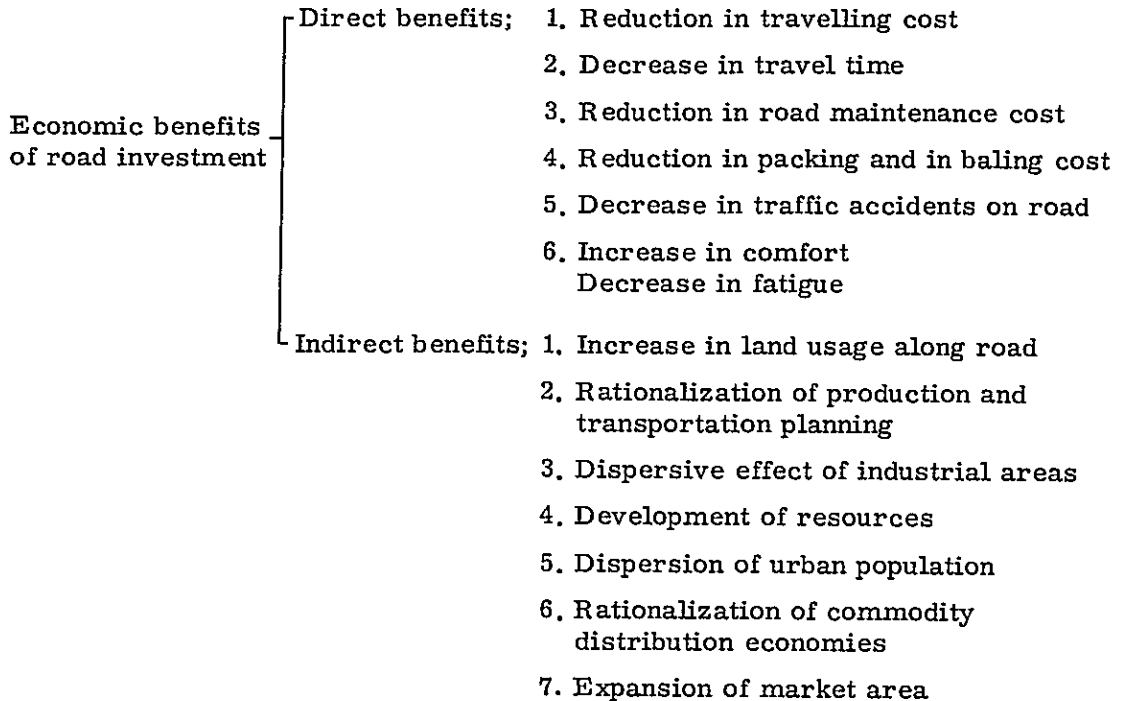 Direct benefits; 1. Reduction in travelling cost
2. Decrease in travel time
Economic benefits
of road investment
3. Reduction in road maintenance cost
4. Reduction in packing and in baling cost
5. Decrease in traffic accidents on road
6. Increase in comfort
Decrease in fatigue
Indirect benefits; 1. Increase in land usage along road
2. Rationalization of production and
transportation planning
3. Dispersive effect of industrial areas
4. Development of resources
5. Dispersion of urban population
6. Rationalization of commodity
distribution economies
7. Expansion of market area